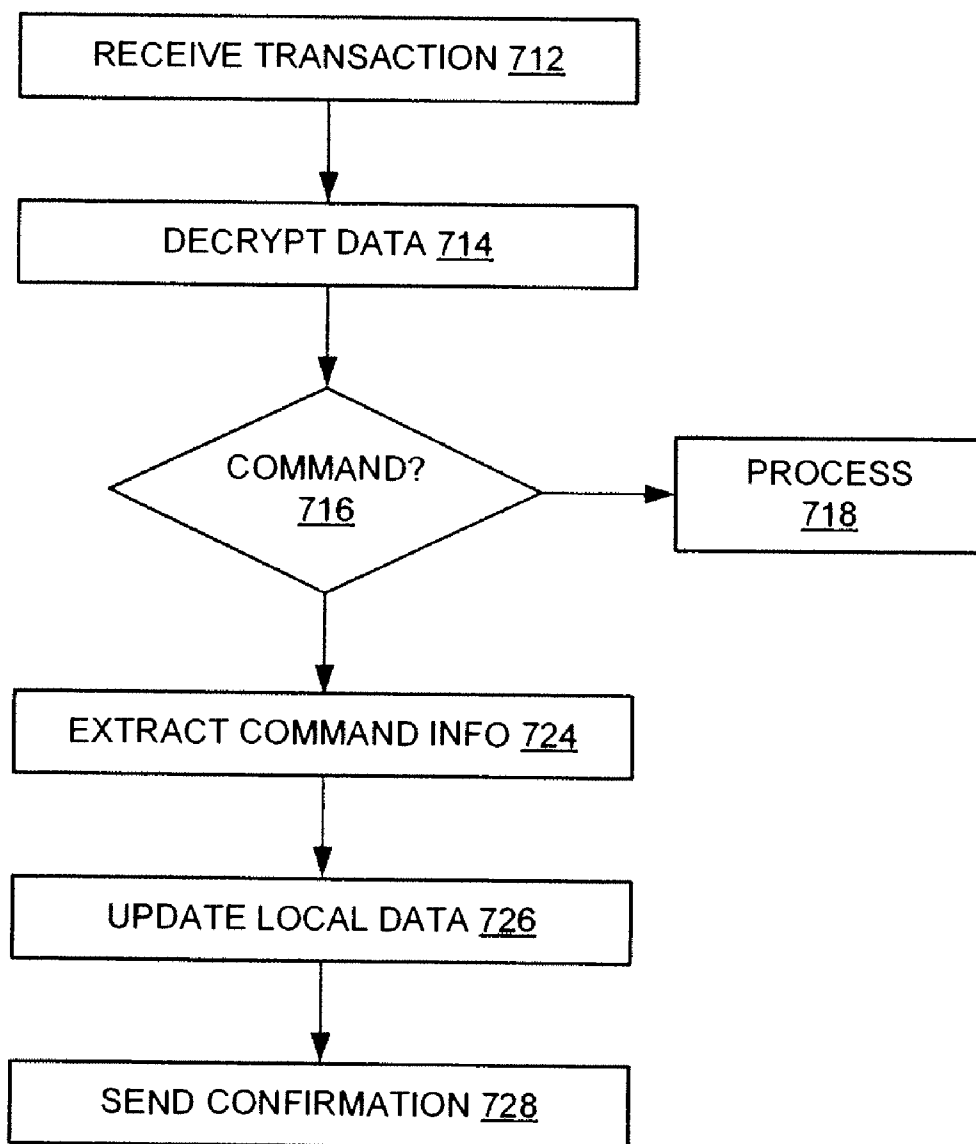 RECEIVE TRANSACTION 712
DECRYPT DATA 714
COMMAND?
716
PROCESS
718
EXTRACT COMMAND INFO 724
UPDATE LOCAL DATA 726
SEND CONFIRMATION 728